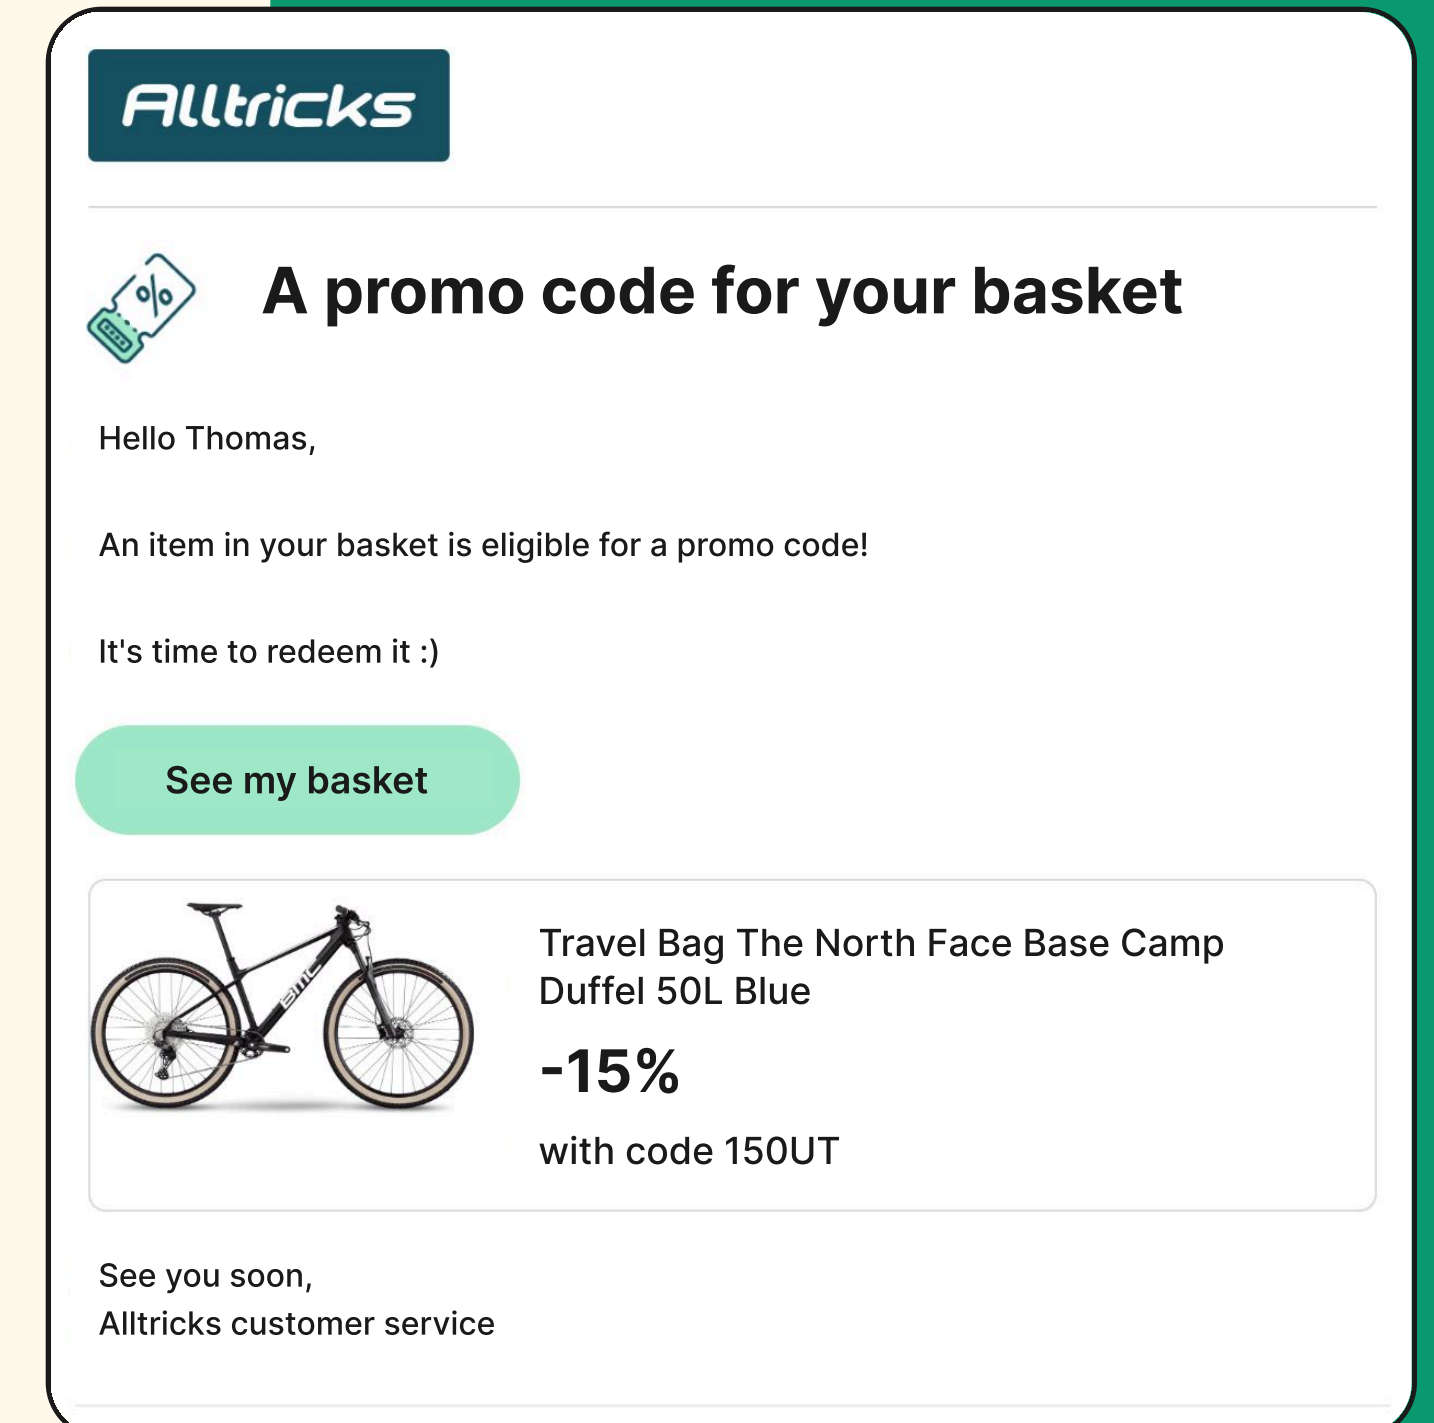 Alltricks
%
A promo code for your basket
Hello Thomas,
An item in your basket is eligible for a promo code!
It's time to redeem it :)
See my basket
BMC
Travel Bag The North Face Base Camp
Duffel 50L Blue
-15%
with code 150UT
See you soon,
Alltricks customer service